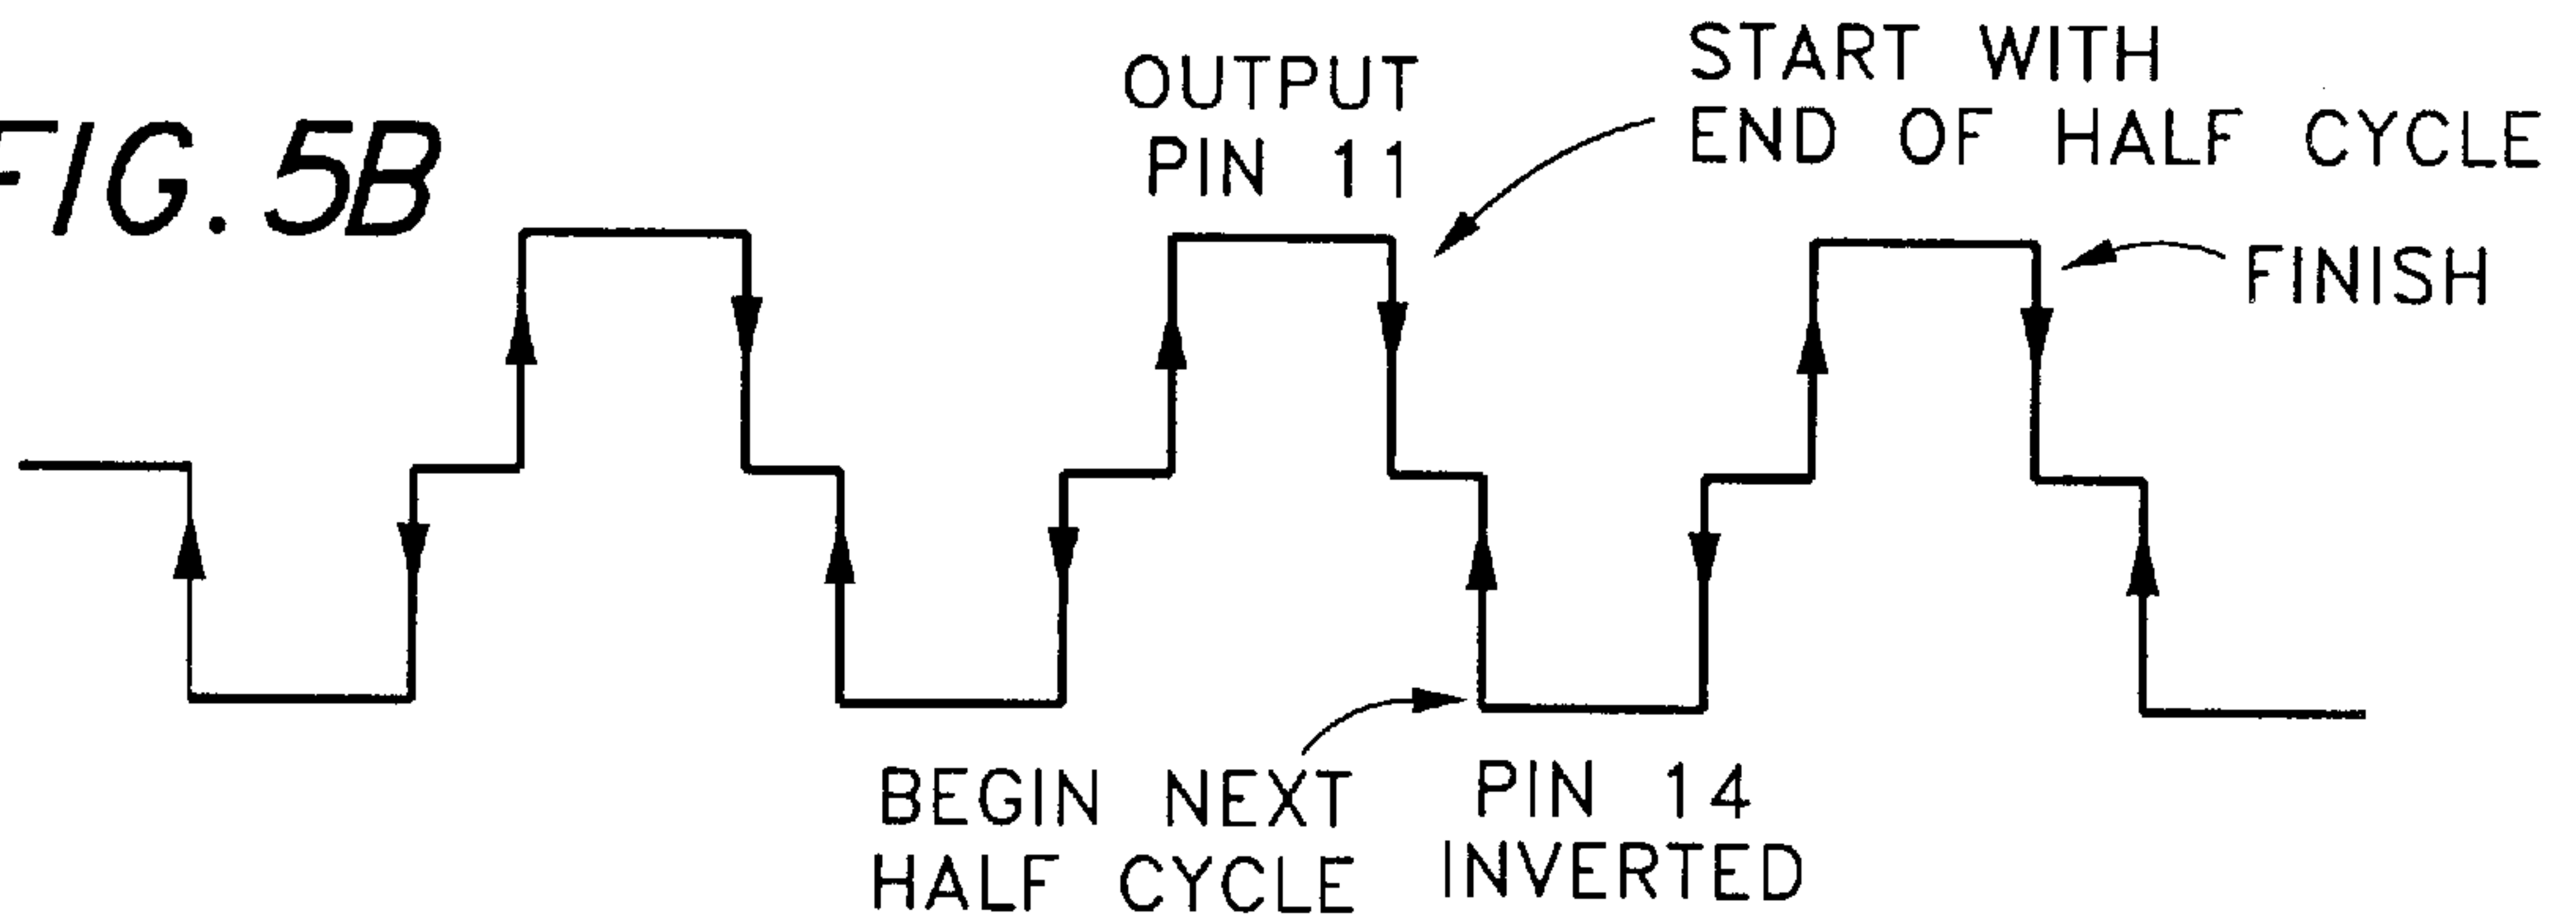 FIG. 5B
OUTPUT
PIN 11
START WITH
END OF HALF CYCLE
FINISH
BEGIN NEXT
HALF CYCLE
PIN 14
INVERTED